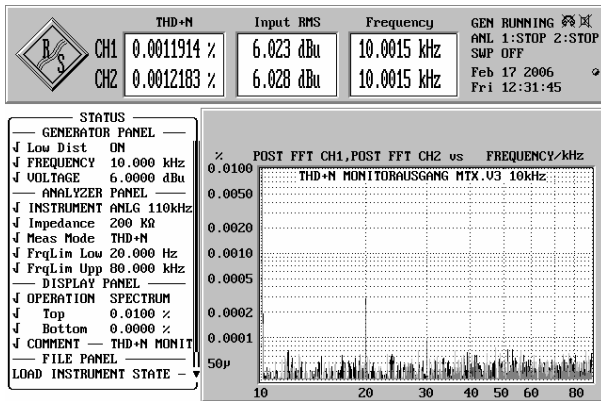 THD+N Input RMS Frequency
R/S CH1 0.0011914 % 6.023 dBu 10.0015 kHz
CH2 0.0012183 % 6.028 dBu 10.0015 kHz
GEN RUNNING
ANL 1:STOP 2:STOP
SWP OFF
Feb 17 2006
Fri 12:31:45
STATUS
GENERATOR PANEL
Low Dist ON
FREQUENCY 10.000 kHz
VOLTAGE 6.0000 dBu
ANALYZER PANEL
INSTRUMENT ANLG 110kHz
Impedance 200 KΩ
Meas Mode THD+N
FrqLim Low 20.000 Hz
FrqLim Upp 80.000 kHz
DISPLAY PANEL
OPERATION SPECTRUM
Top 0.0100 %
Bottom 0.0000 %
COMMENT — THD+N MONIT
FILE PANEL
LOAD INSTRUMENT STATE -
% POST FFT CH1,POST FFT CH2 vs FREQUENCY/kHz
THD+N MONITORAUSGANG MTX.V3 10kHz
0.0100
0.0050
0.0020
0.0010
0.0005
0.0002
0.0001
50µ
10 20 30 40 50 60 80